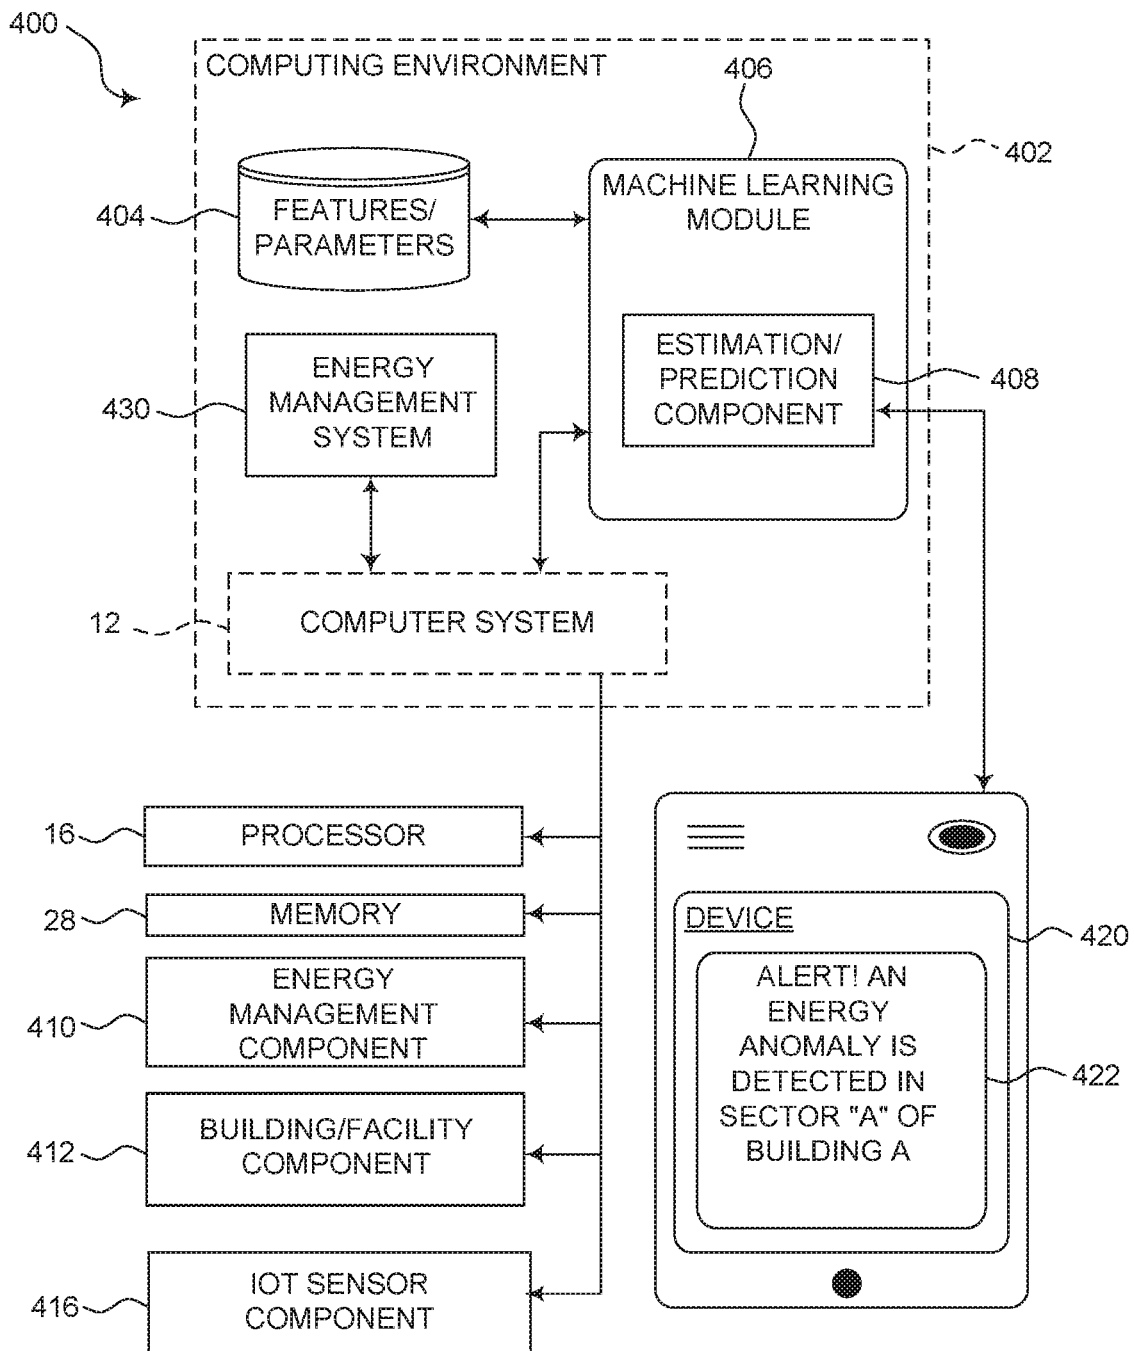 400
COMPUTING ENVIRONMENT
406
402
404
FEATURES/
PARAMETERS
MACHINE LEARNING
MODULE
430
ENERGY
MANAGEMENT
SYSTEM
ESTIMATION/
PREDICTION
COMPONENT
408
12
COMPUTER SYSTEM
16
PROCESSOR
28
MEMORY
410
ENERGY
MANAGEMENT
COMPONENT
412
BUILDING/FACILITY
COMPONENT
416
IOT SENSOR
COMPONENT
DEVICE
420
ALERT! AN
ENERGY
ANOMALY IS
DETECTED IN
SECTOR "A" OF
BUILDING A
422